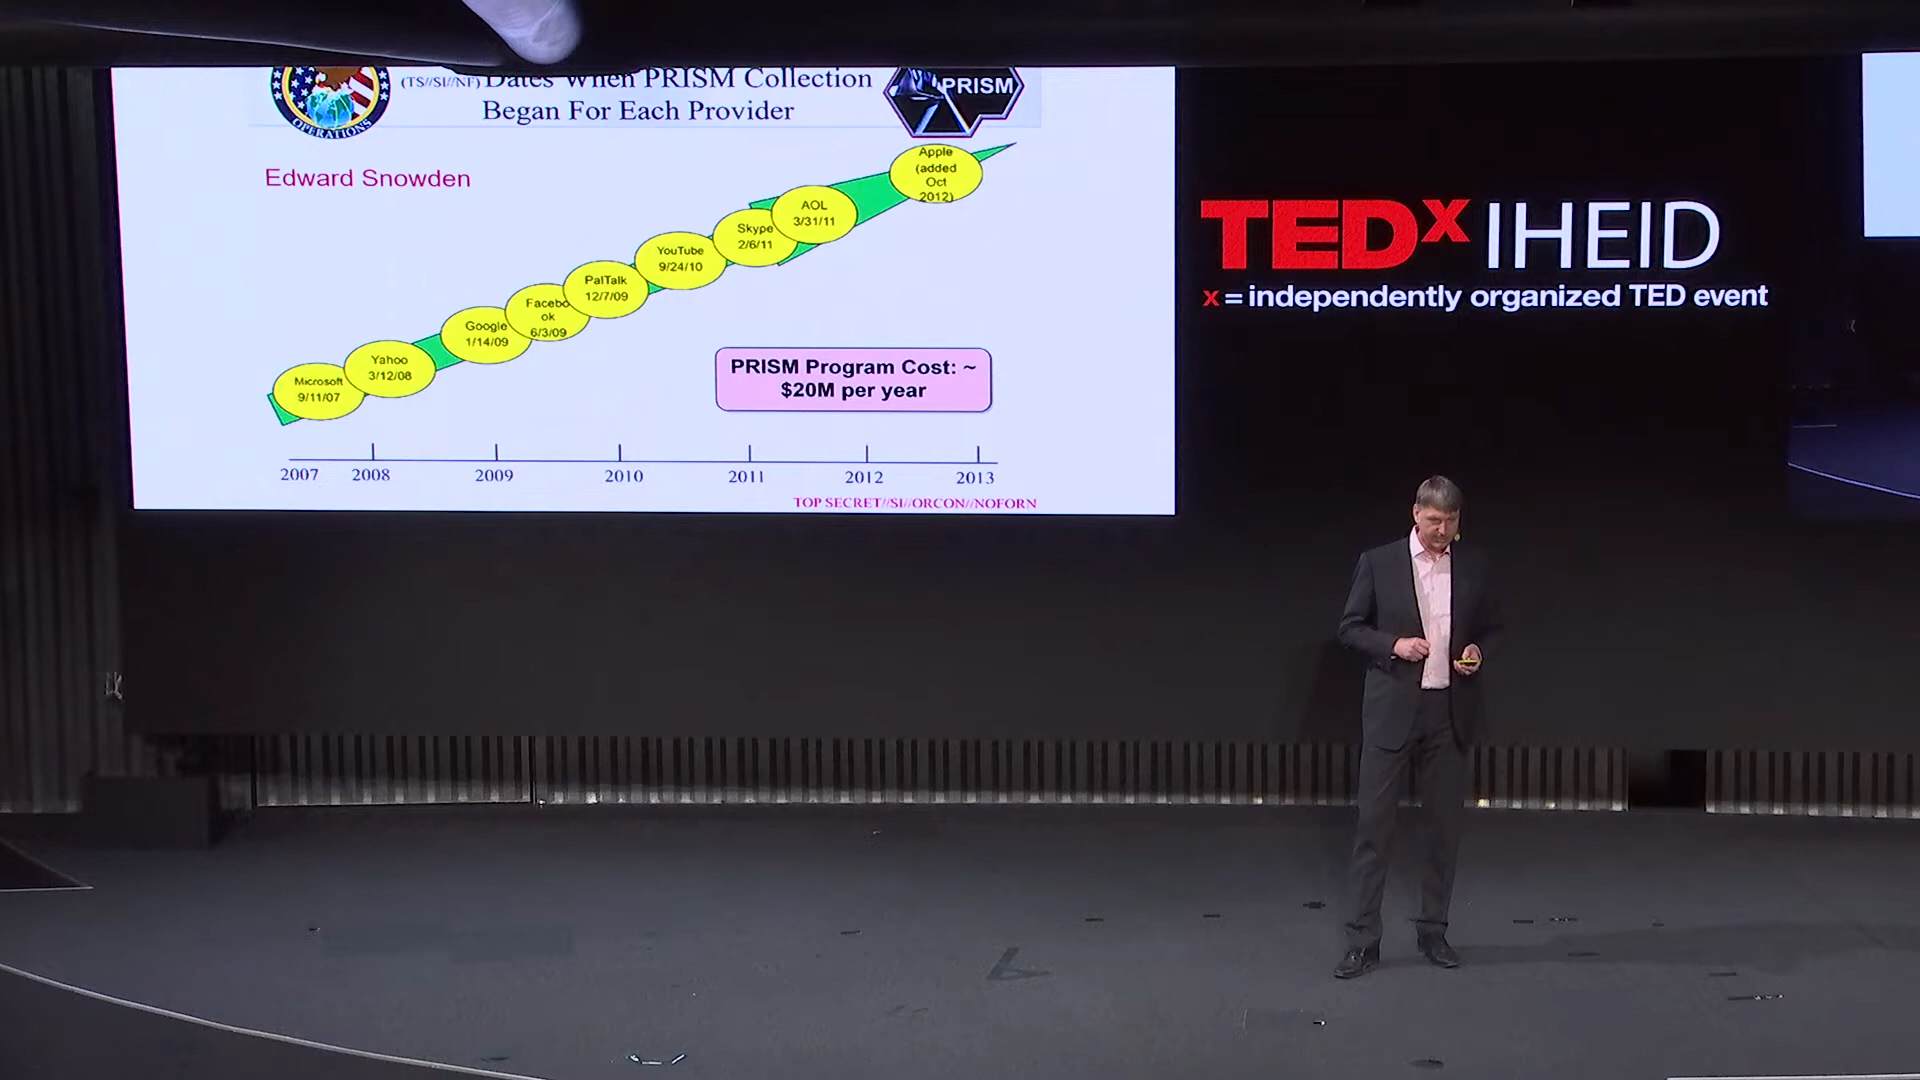 (TS//SI//NF) Dates When PRISM Collection
Began For Each Provider
OPERATIONS
PRISM
Edward Snowden
Apple
(added
Oct
2012)
AOL
3/31/11
Skype
2/6/11
YouTube
9/24/10
PalTalk
12/7/09
Facebo
ok
6/3/09
Google
1/14/09
Yahoo
3/12/08
Microsoft
9/11/07
PRISM Program Cost: ~
$20M per year
2007 2008 2009 2010 2011 2012 2013
TOP SECRET//SI//ORCON//NOFORN
TEDx IHEID
x = independently organized TED event